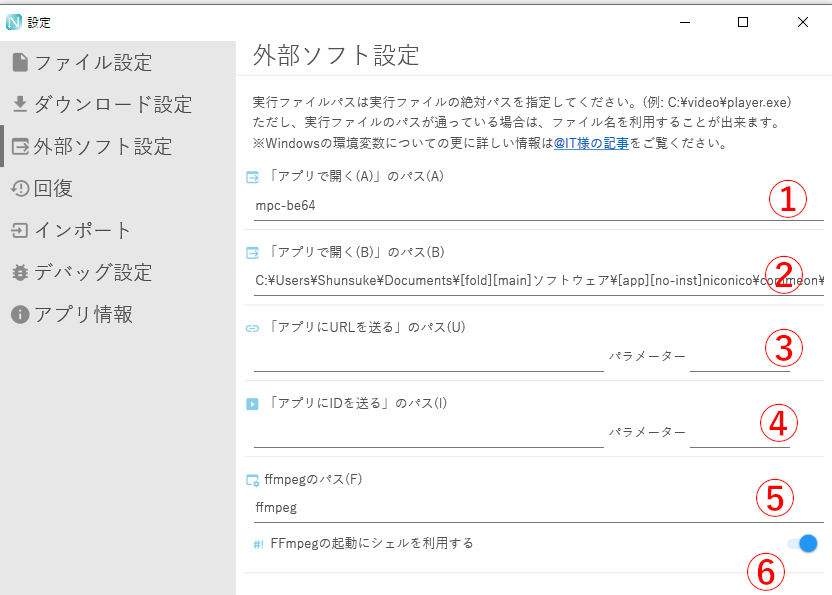 設定
ファイル設定
ダウンロード設定
外部ソフト設定
回復
インポート
デバッグ設定
アプリ情報
外部ソフト設定
実行ファイルパスは実行ファイルの絶対パスを指定してください。(例: C:¥video¥player.exe)
ただし、実行ファイルのパスが通っている場合は、ファイル名を利用することが出来ます。
※Windowsの環境変数についての更に詳しい情報は@IT様の記事をご覧ください。
「アプリで開く(A)」のパス(A)
mpc-be64
①
「アプリで開く(B)」のパス(B)
C:¥Users¥Shunsuke¥Documents¥[fold][main]ソフトウェア¥[app][no-inst]niconico¥commeon¥
②
「アプリにURLを送る」のパス(U)
パラメーター
③
「アプリにIDを送る」のパス(I)
パラメーター
④
ffmpegのパス(F)
ffmpeg
⑤
#! FFmpegの起動にシェルを利用する
⑥